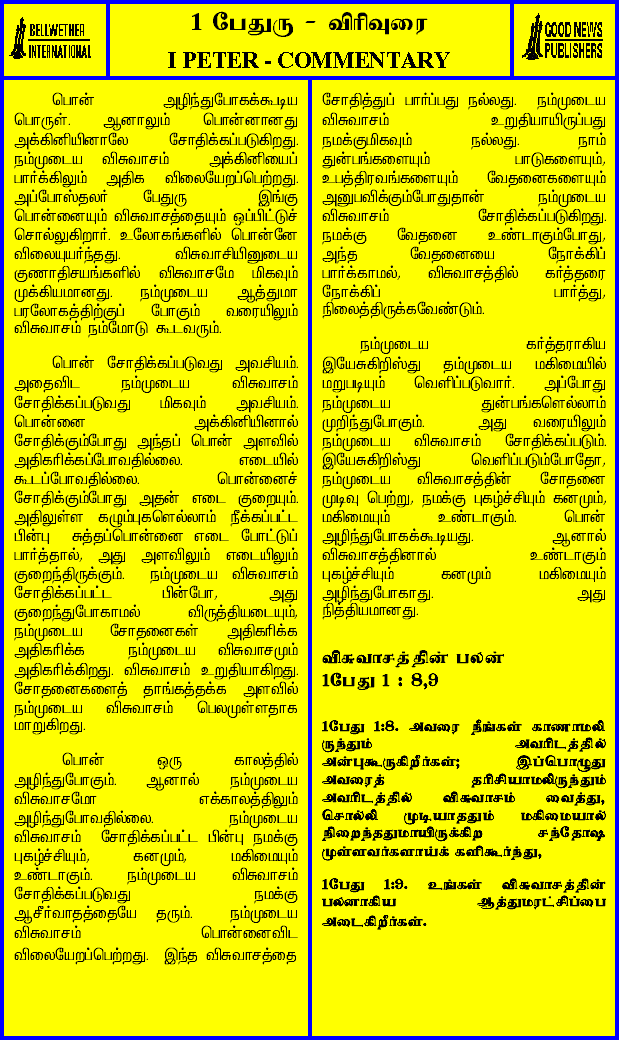 BELLWETHER
INTERNATIONAL
1 பேதுரு - விரிவுரை
I PETER - COMMENTARY
GOOD NEWS
PUBLISHERS
பொன் அழிந்துபோகக்கூடிய
பொருள். ஆனாலும் பொன்னானது
அக்கினியினாலே சோதிக்கப்படுகிறது.
நம்முடைய விசுவாசம் அக்கினியைப்
பார்க்கிலும் அதிக விலையேறப்பெற்றது.
அப்போஸ்தலர் பேதுரு இங்கு
பொன்னையும் விசுவாசத்தையும் ஒப்பிட்டுச்
சொல்லுகிறார். உலோகங்களில் பொன்னே
விலையுயர்ந்தது. விசுவாசியினுடைய
குணாதிசயங்களில் விசுவாசமே மிகவும்
முக்கியமானது. நம்முடைய ஆத்துமா
பரலோகத்திற்குப் போகும் வரையிலும்
விசுவாசம் நம்மோடு கூடவரும்.
பொன் சோதிக்கப்படுவது அவசியம்.
அதைவிட நம்முடைய விசுவாசம்
சோதிக்கப்படுவது மிகவும் அவசியம்.
பொன்னை அக்கினியினால்
சோதிக்கும்போது அந்தப் பொன் அளவில்
அதிகரிக்கப்போவதில்லை. எடையில்
கூடப்போவதில்லை. பொன்னைச்
சோதிக்கும்போது அதன் எடை குறையும்.
அதிலுள்ள கழும்புகளெல்லாம் நீக்கப்பட்ட
பின்பு சுத்தப்பொன்னை எடை போட்டுப்
பார்த்தால், அது அளவிலும் எடையிலும்
குறைந்திருக்கும். நம்முடைய விசுவாசம்
சோதிக்கப்பட்ட பின்போ, அது
குறைந்துபோகாமல் விருத்தியடையும்,
நம்முடைய சோதனைகள் அதிகரிக்க
அதிகரிக்க நம்முடைய விசுவாசமும்
அதிகரிக்கிறது. விசுவாசம் உறுதியாகிறது.
சோதனைகளைத் தாங்கத்தக்க அளவில்
நம்முடைய விசுவாசம் பெலமுள்ளதாக
மாறுகிறது.
பொன் ஒரு காலத்தில்
அழிந்துபோகும். ஆனால் நம்முடைய
விசுவாசமோ எக்காலத்திலும்
அழிந்துபோவதில்லை. நம்முடைய
விசுவாசம் சோதிக்கப்பட்ட பின்பு நமக்கு
புகழ்ச்சியும், கனமும், மகிமையும்
உண்டாகும். நம்முடைய விசுவாசம்
சோதிக்கப்படுவது நமக்கு
ஆசீர்வாதத்தையே தரும். நம்முடைய
விசுவாசம் பொன்னைவிட
விலையேறப்பெற்றது. இந்த விசுவாசத்தை
சோதித்துப் பார்ப்பது நல்லது. நம்முடைய
விசுவாசம் உறுதியாயிருப்பது
நமக்குமிகவும் நல்லது. நாம்
துன்பங்களையும் பாடுகளையும்,
உபத்திரவங்களையும் வேதனைகளையும்
அனுபவிக்கும்போதுதான் நம்முடைய
விசுவாசம் சோதிக்கப்படுகிறது.
நமக்கு வேதனை உண்டாகும்போது,
அந்த வேதனையை நோக்கிப்
பார்க்காமல், விசுவாசத்தில் கர்த்தரை
நோக்கிப் பார்த்து,
நிலைத்திருக்கவேண்டும்.
நம்முடைய கர்த்தராகிய
இயேசுகிறிஸ்து தம்முடைய மகிமையில்
மறுபடியும் வெளிப்படுவார். அப்போது
நம்முடைய துன்பங்களெல்லாம்
முறிந்துபோகும். அது வரையிலும்
நம்முடைய விசுவாசம் சோதிக்கப்படும்.
இயேசுகிறிஸ்து வெளிப்படும்போதோ,
நம்முடைய விசுவாசத்தின் சோதனை
முடிவு பெற்று, நமக்கு புகழ்ச்சியும் கனமும்,
மகிமையும் உண்டாகும். பொன்
அழிந்துபோகக்கூடியது. ஆனால்
விசுவாசத்தினால் உண்டாகும்
புகழ்ச்சியும் கனமும் மகிமையும்
அழிந்துபோகாது. அது
நித்தியமானது.
விசுவாசத்தின் பலன்
1பேது 1 : 8,9
1பேது 1:8. அவரை நீங்கள் காணாமலி
ருந்தும் அவரிடத்தில்
அன்புகூருகிறீர்கள்; இப்பொழுது
அவரைத் தரிசியாமலிருந்தும்
அவரிடத்தில் விசுவாசம் வைத்து,
சொல்லி முடியாததும் மகிமையால்
நிறைந்ததுமாயிருக்கிற சந்தோஷ
முள்ளவர்களாய்க் களிகூர்ந்து,
1பேது 1:9. உங்கள் விசுவாசத்தின்
பலனாகிய ஆத்துமரட்சிப்பை
அடைகிறீர்கள்.